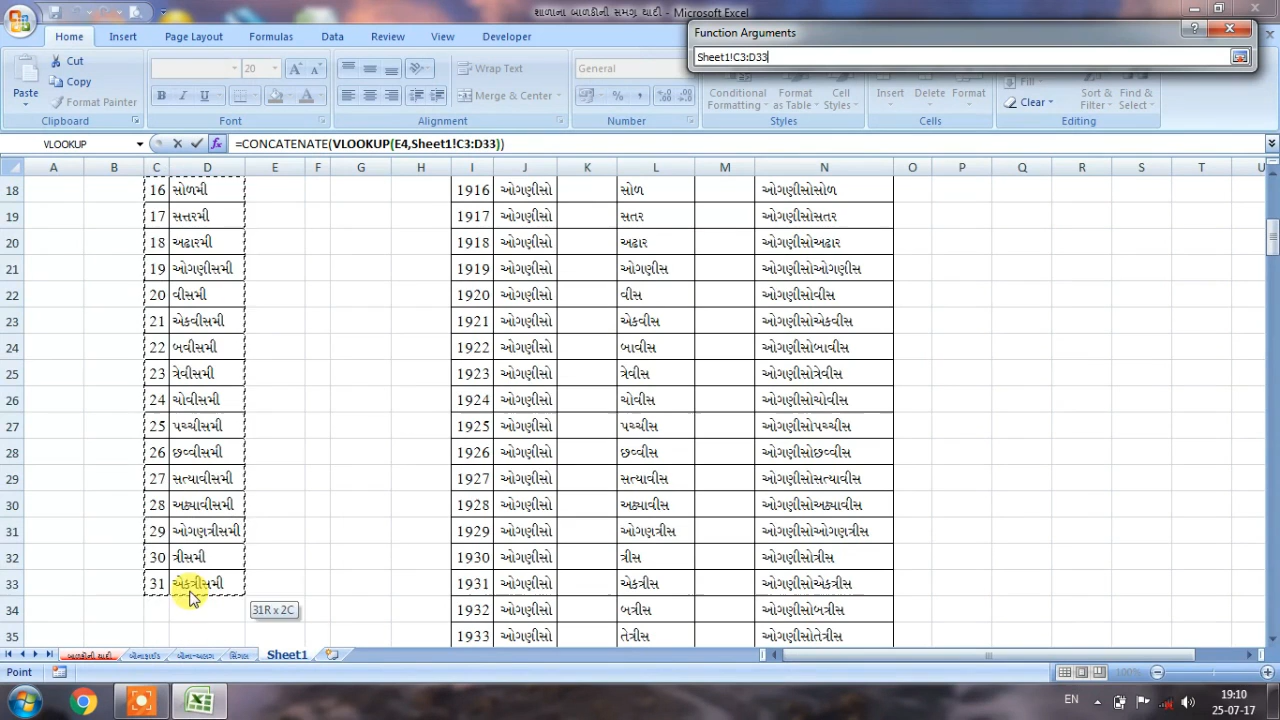 શાળાના બાળકોની સમગ્ર યાદી - Microsoft Excel
Function Arguments
Sheet1!C3:D33
Home Insert Page Layout Formulas Data Review View Developer
Paste Cut Copy Format Painter
20 A A B I U A
Wrap Text Merge & Center
General % ,
Conditional Formatting Format as Table Cell Styles
Insert Delete Format
Fill Clear Sort & Filter Find & Select
Clipboard Font Alignment Number Styles Cells Editing
VLOOKUP fx =CONCATENATE(VLOOKUP(E4,Sheet1!C3:D33))
A B C D E F G H I J K L M N O P Q R S T U
18 16 સોળમી 1916 ઓગણીસો સોળ ઓગણીસોસોળ
19 17 સત્તરમી 1917 ઓગણીસો સતર ઓગણીસોસતર
20 18 અઢારમી 1918 ઓગણીસો અઢાર ઓગણીસોઅઢાર
21 19 ઓગણીસમી 1919 ઓગણીસો ઓગણીસ ઓગણીસોઓગણીસ
22 20 વીસમી 1920 ઓગણીસો વીસ ઓગણીસોવીસ
23 21 એકવીસમી 1921 ઓગણીસો એકવીસ ઓગણીસોએકવીસ
24 22 બવીસમી 1922 ઓગણીસો બાવીસ ઓગણીસોબાવીસ
25 23 ત્રેવીસમી 1923 ઓગણીસો ત્રેવીસ ઓગણીસોત્રેવીસ
26 24 ચોવીસમી 1924 ઓગણીસો ચોવીસ ઓગણીસોચોવીસ
27 25 પચ્ચીસમી 1925 ઓગણીસો પચ્ચીસ ઓગણીસોપચ્ચીસ
28 26 છવ્વીસમી 1926 ઓગણીસો છવ્વીસ ઓગણીસોછવ્વીસ
29 27 સત્યાવીસમી 1927 ઓગણીસો સત્યાવીસ ઓગણીસોસત્યાવીસ
30 28 અઠ્યાવીસમી 1928 ઓગણીસો અઠ્યાવીસ ઓગણીસોઅઠ્યાવીસ
31 29 ઓગણત્રીસમી 1929 ઓગણીસો ઓગણત્રીસ ઓગણીસોઓગણત્રીસ
32 30 ત્રીસમી 1930 ઓગણીસો ત્રીસ ઓગણીસોત્રીસ
33 31 એકત્રીસમી 1931 ઓગણીસો એકત્રીસ ઓગણીસોએકત્રીસ
34 31R x 2C 1932 ઓગણીસો બત્રીસ ઓગણીસોબત્રીસ
35 1933 ઓગણીસો તેત્રીસ ઓગણીસોતેત્રીસ
બાળકોની યાદી Sheet1
Point 100%
EN 19:10
25-07-17